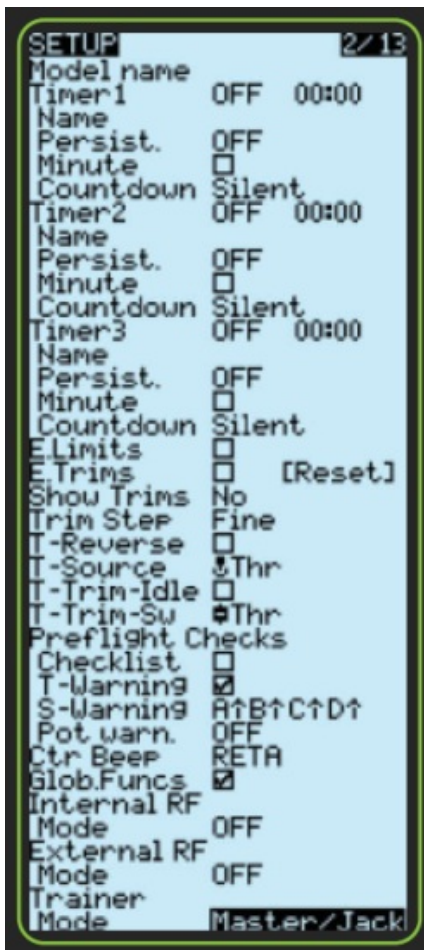 SETUP 2/13
Model name
Timer1 OFF 00:00
Name
Persist. OFF
Minute
Countdown Silent
Timer2 OFF 00:00
Name
Persist. OFF
Minute
Countdown Silent
Timer3 OFF 00:00
Name
Persist. OFF
Minute
Countdown Silent
E.Limits
E.Trims [Reset]
Show Trims No
Trim Step Fine
T-Reverse
T-Source Thr
T-Trim-Idle
T-Trim-Sw Thr
Preflight Checks
Checklist
T-Warning
S-Warning A↑B↑C↑D↑
Pot warn. OFF
Ctr Beep RETA
Glob.Funcs
Internal RF
Mode OFF
External RF
Mode OFF
Trainer
Mode Master/Jack